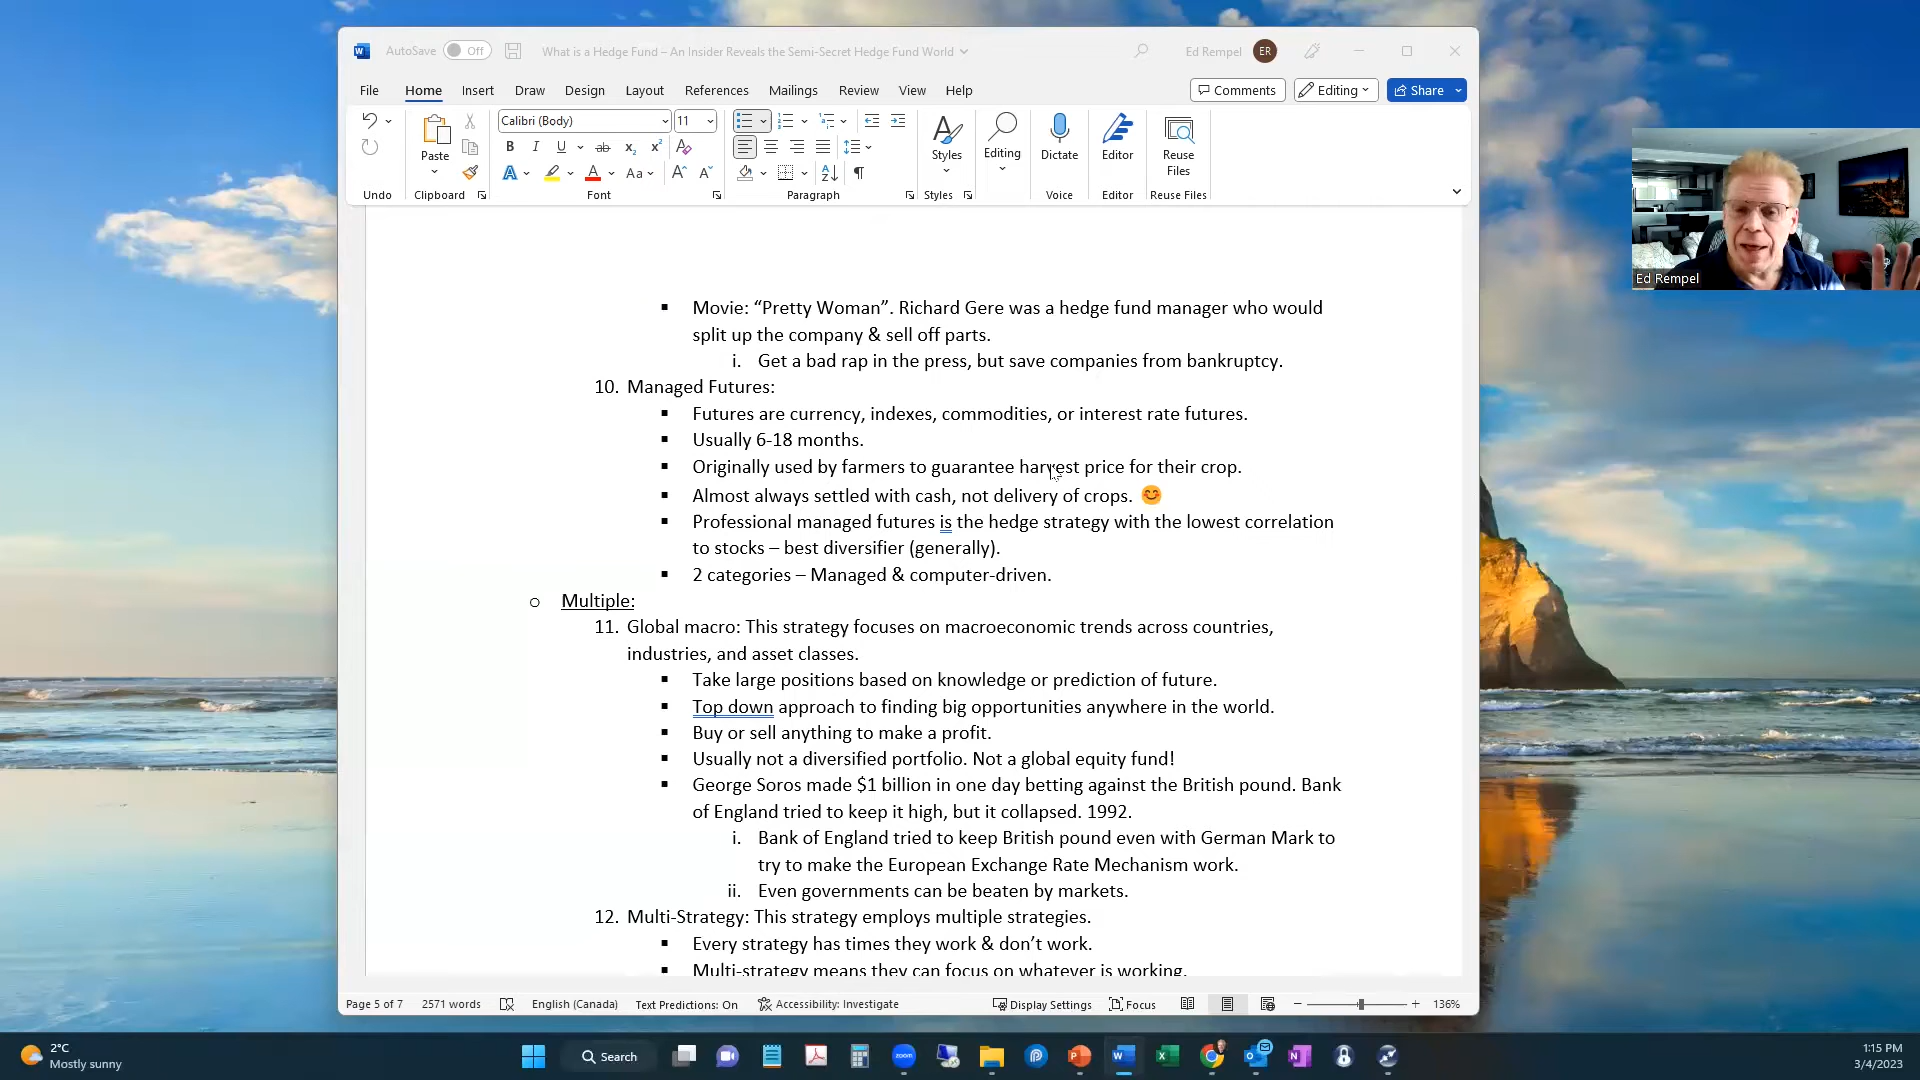 AutoSave Off What is a Hedge Fund – An Insider Reveals the Semi-Secret Hedge Fund World Ed Rempel ER
File Home Insert Draw Design Layout References Mailings Review View Help Comments Editing Share
Calibri (Body) 11
Paste Styles Editing Dictate Editor Reuse Files
Undo Clipboard Font Paragraph Styles Voice Editor Reuse Files
Ed Rempel
▪ Movie: “Pretty Woman”. Richard Gere was a hedge fund manager who would
split up the company & sell off parts.
i. Get a bad rap in the press, but save companies from bankruptcy.
10. Managed Futures:
▪ Futures are currency, indexes, commodities, or interest rate futures.
▪ Usually 6-18 months.
▪ Originally used by farmers to guarantee harvest price for their crop.
▪ Almost always settled with cash, not delivery of crops. 😊
▪ Professional managed futures is the hedge strategy with the lowest correlation
to stocks – best diversifier (generally).
▪ 2 categories – Managed & computer-driven.
o Multiple:
11. Global macro: This strategy focuses on macroeconomic trends across countries,
industries, and asset classes.
▪ Take large positions based on knowledge or prediction of future.
▪ Top down approach to finding big opportunities anywhere in the world.
▪ Buy or sell anything to make a profit.
▪ Usually not a diversified portfolio. Not a global equity fund!
▪ George Soros made $1 billion in one day betting against the British pound. Bank
of England tried to keep it high, but it collapsed. 1992.
i. Bank of England tried to keep British pound even with German Mark to
try to make the European Exchange Rate Mechanism work.
ii. Even governments can be beaten by markets.
12. Multi-Strategy: This strategy employs multiple strategies.
▪ Every strategy has times they work & don’t work.
▪ Multi-strategy means they can focus on whatever is working.
Page 5 of 7 2571 words English (Canada) Text Predictions: On Accessibility: Investigate Display Settings Focus 136%
2°C
Mostly sunny
Search
zoom
1:15 PM
3/4/2023